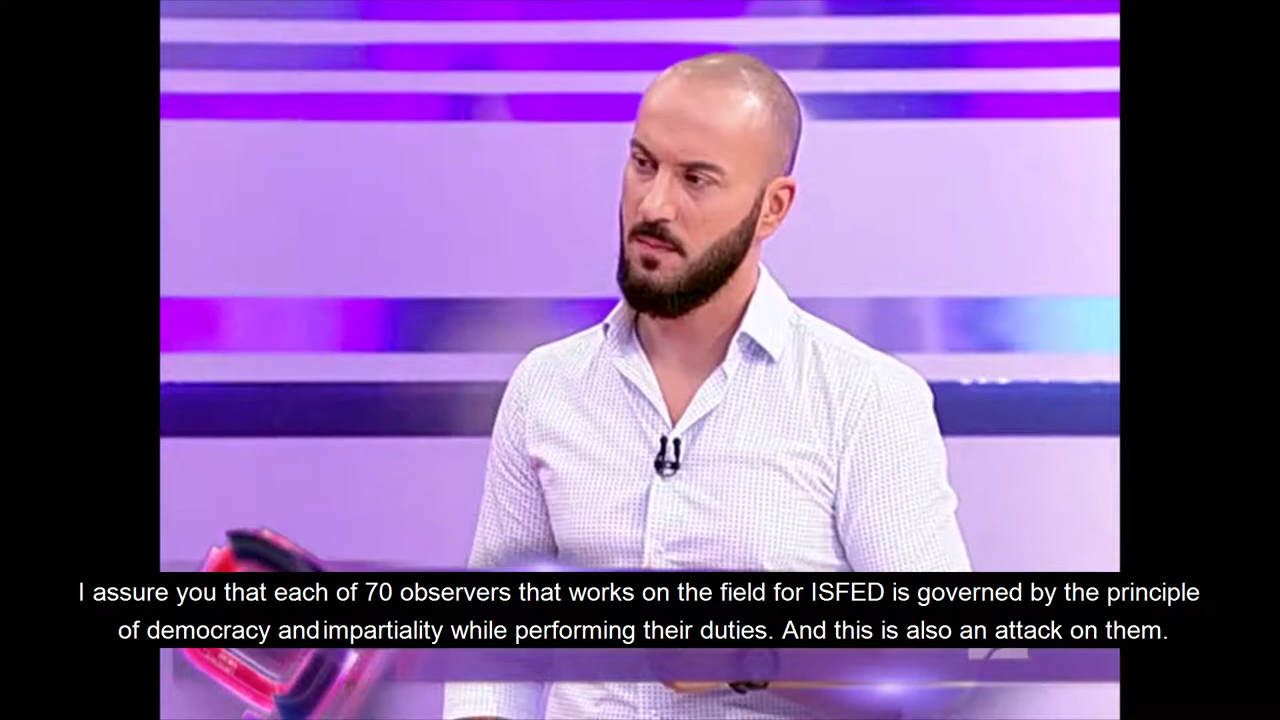 I assure you that each of 70 observers that works on the field for ISFED is governed by the principle
of democracy and impartiality while performing their duties. And this is also an attack on them.